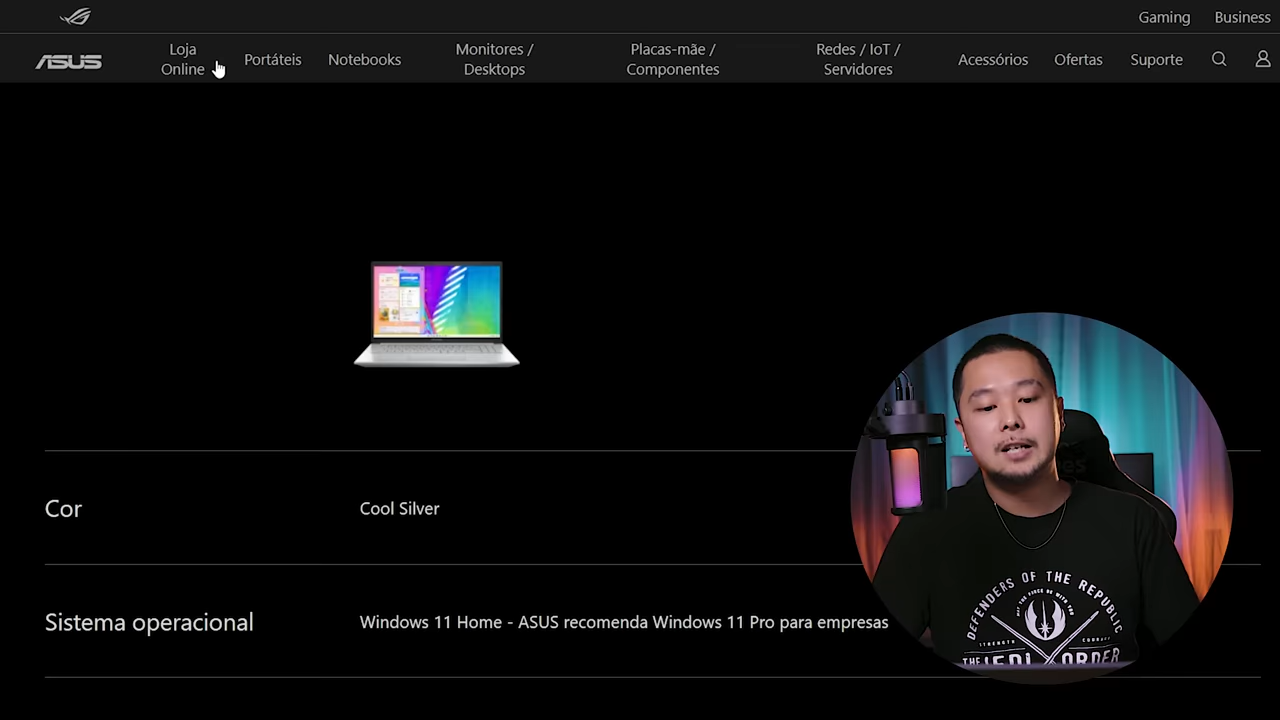 Gaming
Business
ASUS
Loja
Online
Portáteis
Notebooks
Monitores /
Desktops
Placas-mãe /
Componentes
Redes / IoT /
Servidores
Acessórios
Ofertas
Suporte
Cor
Cool Silver
Sistema operacional
Windows 11 Home - ASUS recomenda Windows 11 Pro para empresas
DEFENDERS OF THE REPUBLIC
THE JEDI ORDER